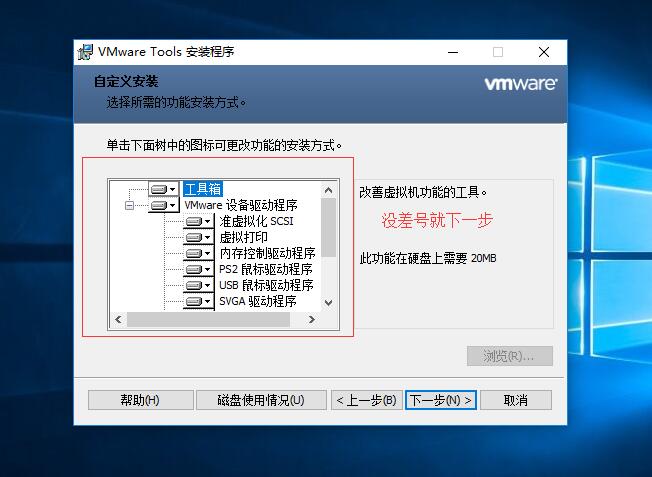 VMware Tools 安装程序
自定义安装
选择所需的功能安装方式。
vmware
单击下面树中的图标可更改功能的安装方式。
工具箱
VMware 设备驱动程序
准虚拟化 SCSI
虚拟打印
内存控制驱动程序
PS2 鼠标驱动程序
USB 鼠标驱动程序
SVGA 驱动程序
改善虚拟机功能的工具。
没差号就下一步
此功能在硬盘上需要 20MB
浏览(R)...
帮助(H)
磁盘使用情况(U)
< 上一步(B)
下一步(N) >
取消